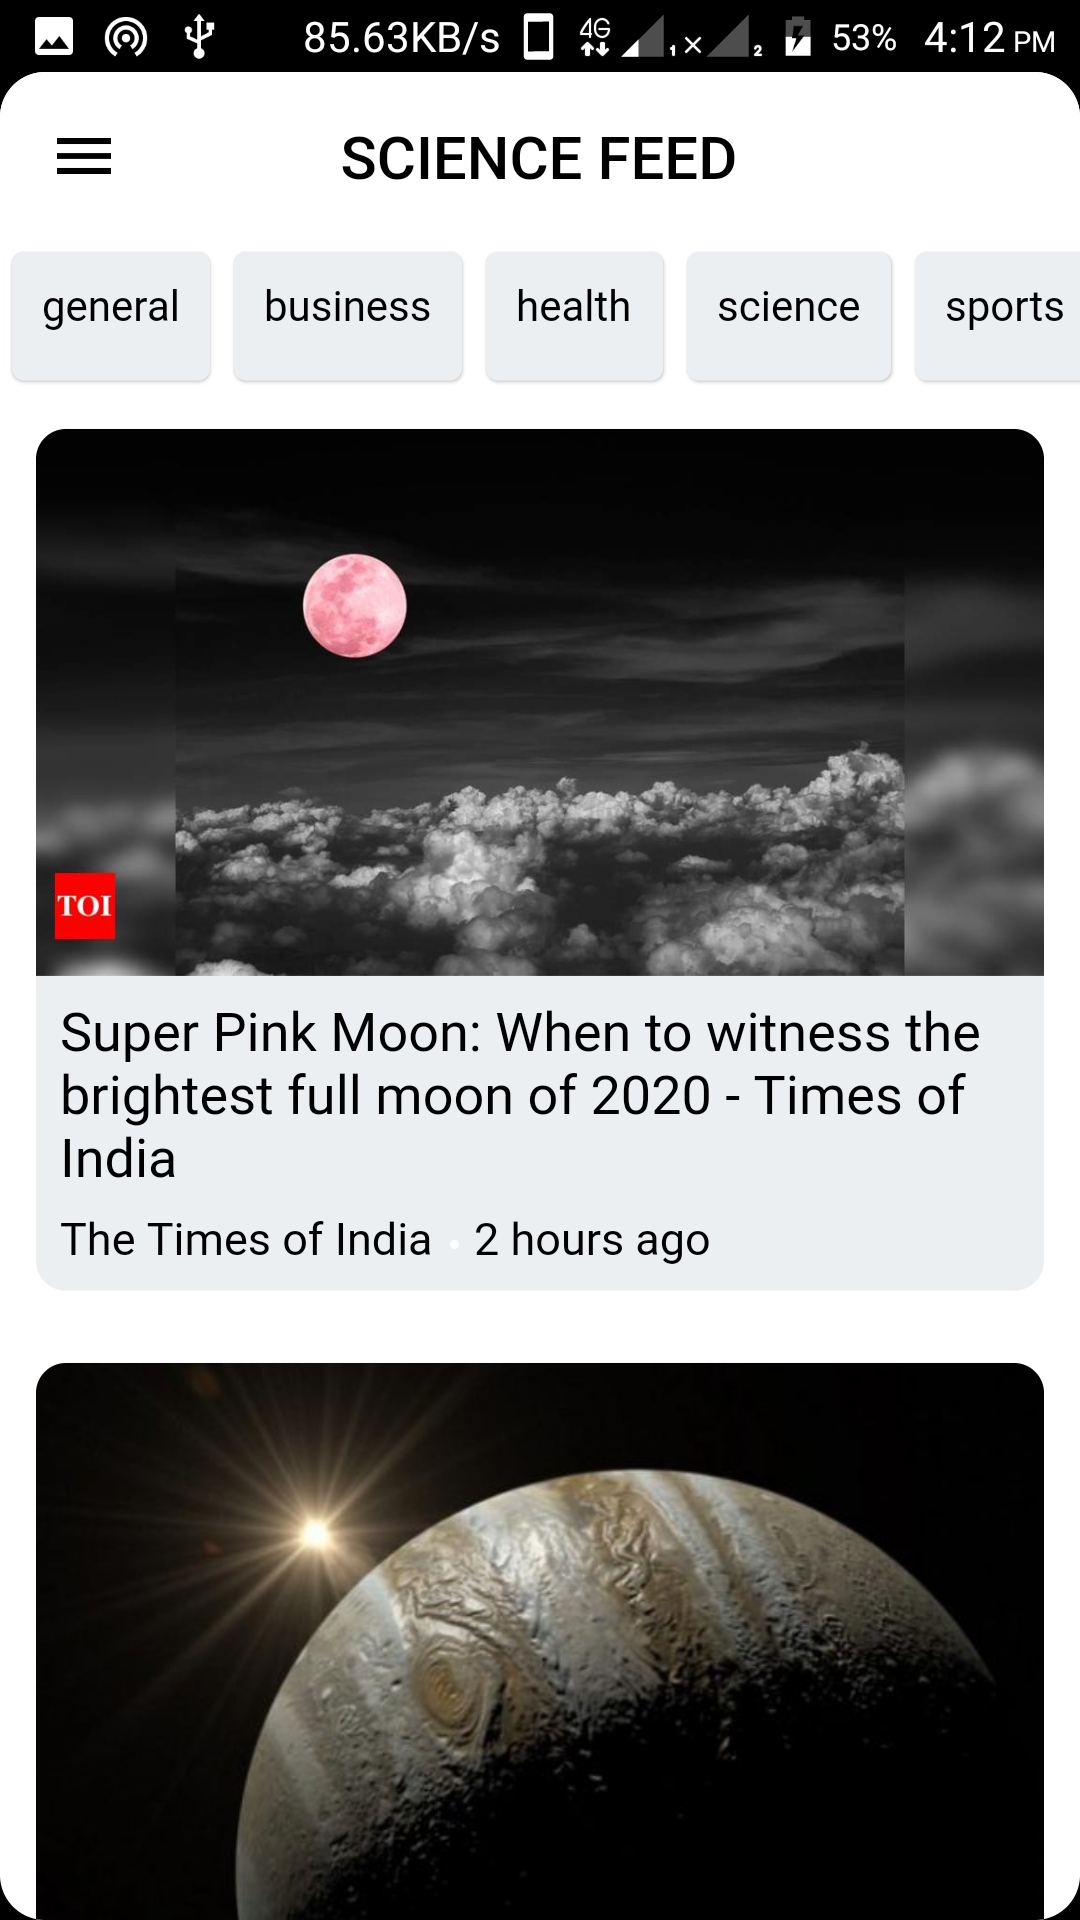 85.63KB/s 4G 1 2 53% 4:12 PM
SCIENCE FEED
general business health science sports
TOI
Super Pink Moon: When to witness the
brightest full moon of 2020 - Times of
India
The Times of India 2 hours ago